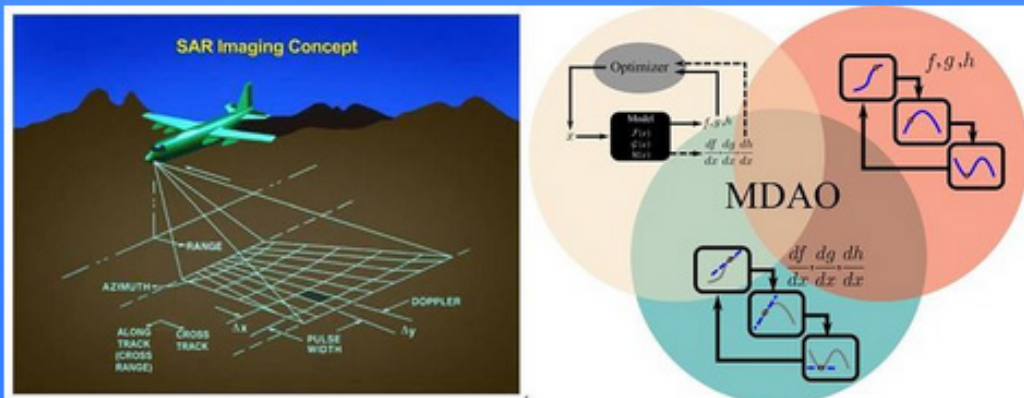 SAR Imaging Concept
RANGE
AZIMUTH
DOPPLER
Δx
Δy
ALONG
TRACK
(CROSS
RANGE)
CROSS
TRACK
PULSE
WIDTH
Optimizer
x
Model
F(x)
G(x)
H(x)
f,g,h
df/dx, dg/dx, dh/dx
f,g,h
MDAO
df/dx, dg/dx, dh/dx